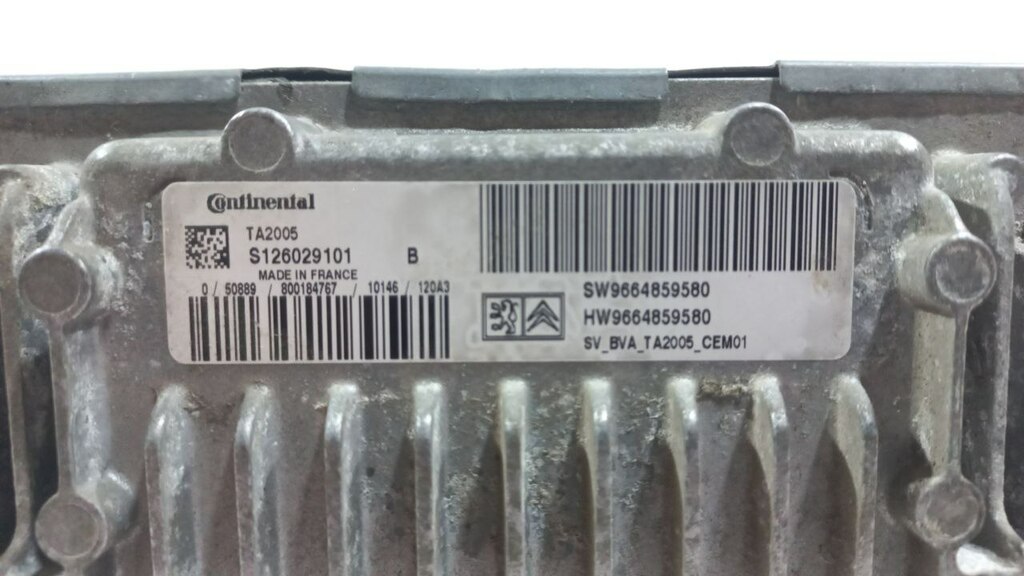 Continental
TA2005
S126029101 B
MADE IN FRANCE
0 / 50889 / 800184767 / 10146 / 120A3
SW9664859580
HW9664859580
SV_BVA_TA2005_CEM01